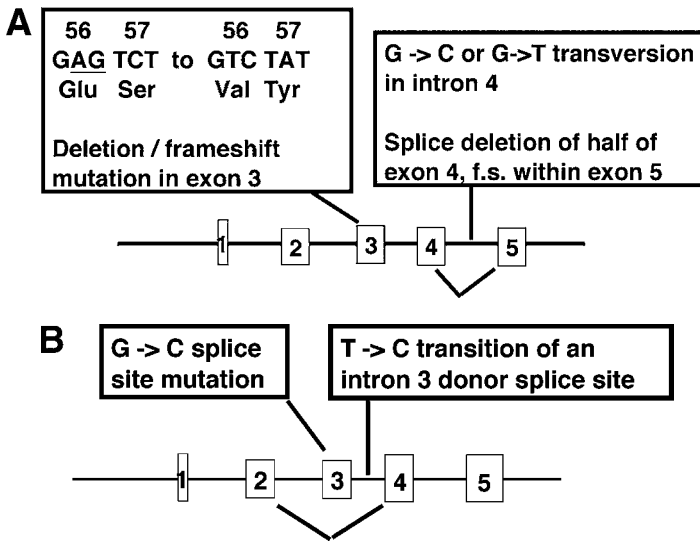 A
56 57 56 57
GAG TCT to GTC TAT
Glu Ser Val Tyr
Deletion / frameshift
mutation in exon 3
G -> C or G->T transversion
in intron 4
Splice deletion of half of
exon 4, f.s. within exon 5
1 2 3 4 5
B
G -> C splice
site mutation
T -> C transition of an
intron 3 donor splice site
1 2 3 4 5